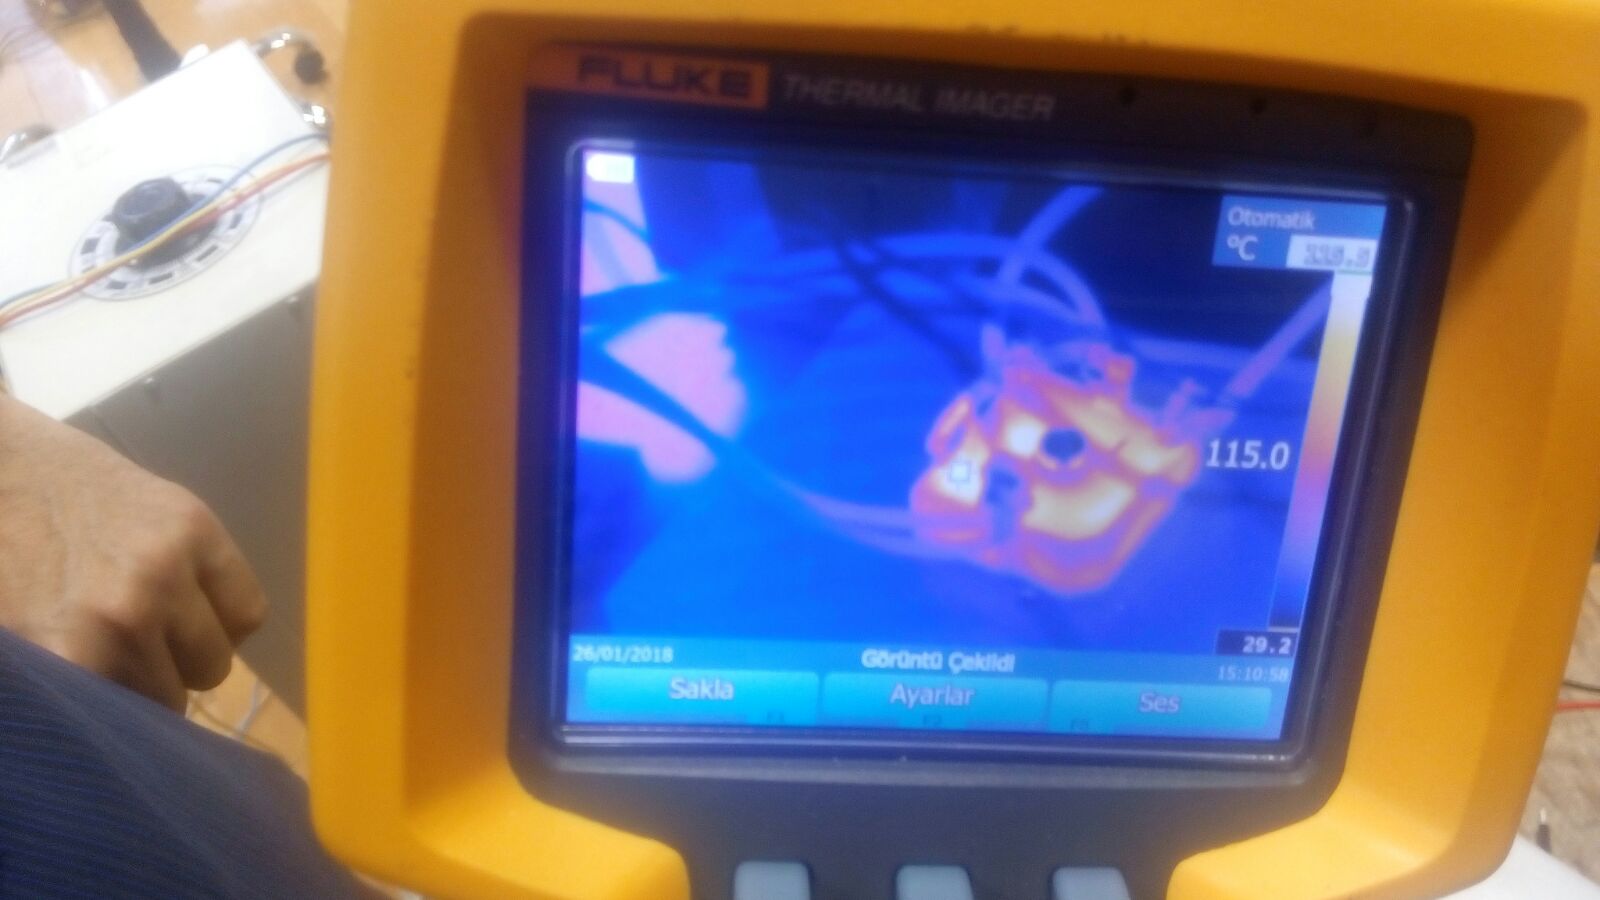 FLUKE THERMAL IMAGER
Otomatik
°C
115.0
29.2
26/01/2018 Görüntü Çekildi 15:10:58
Sakla Ayarlar Ses